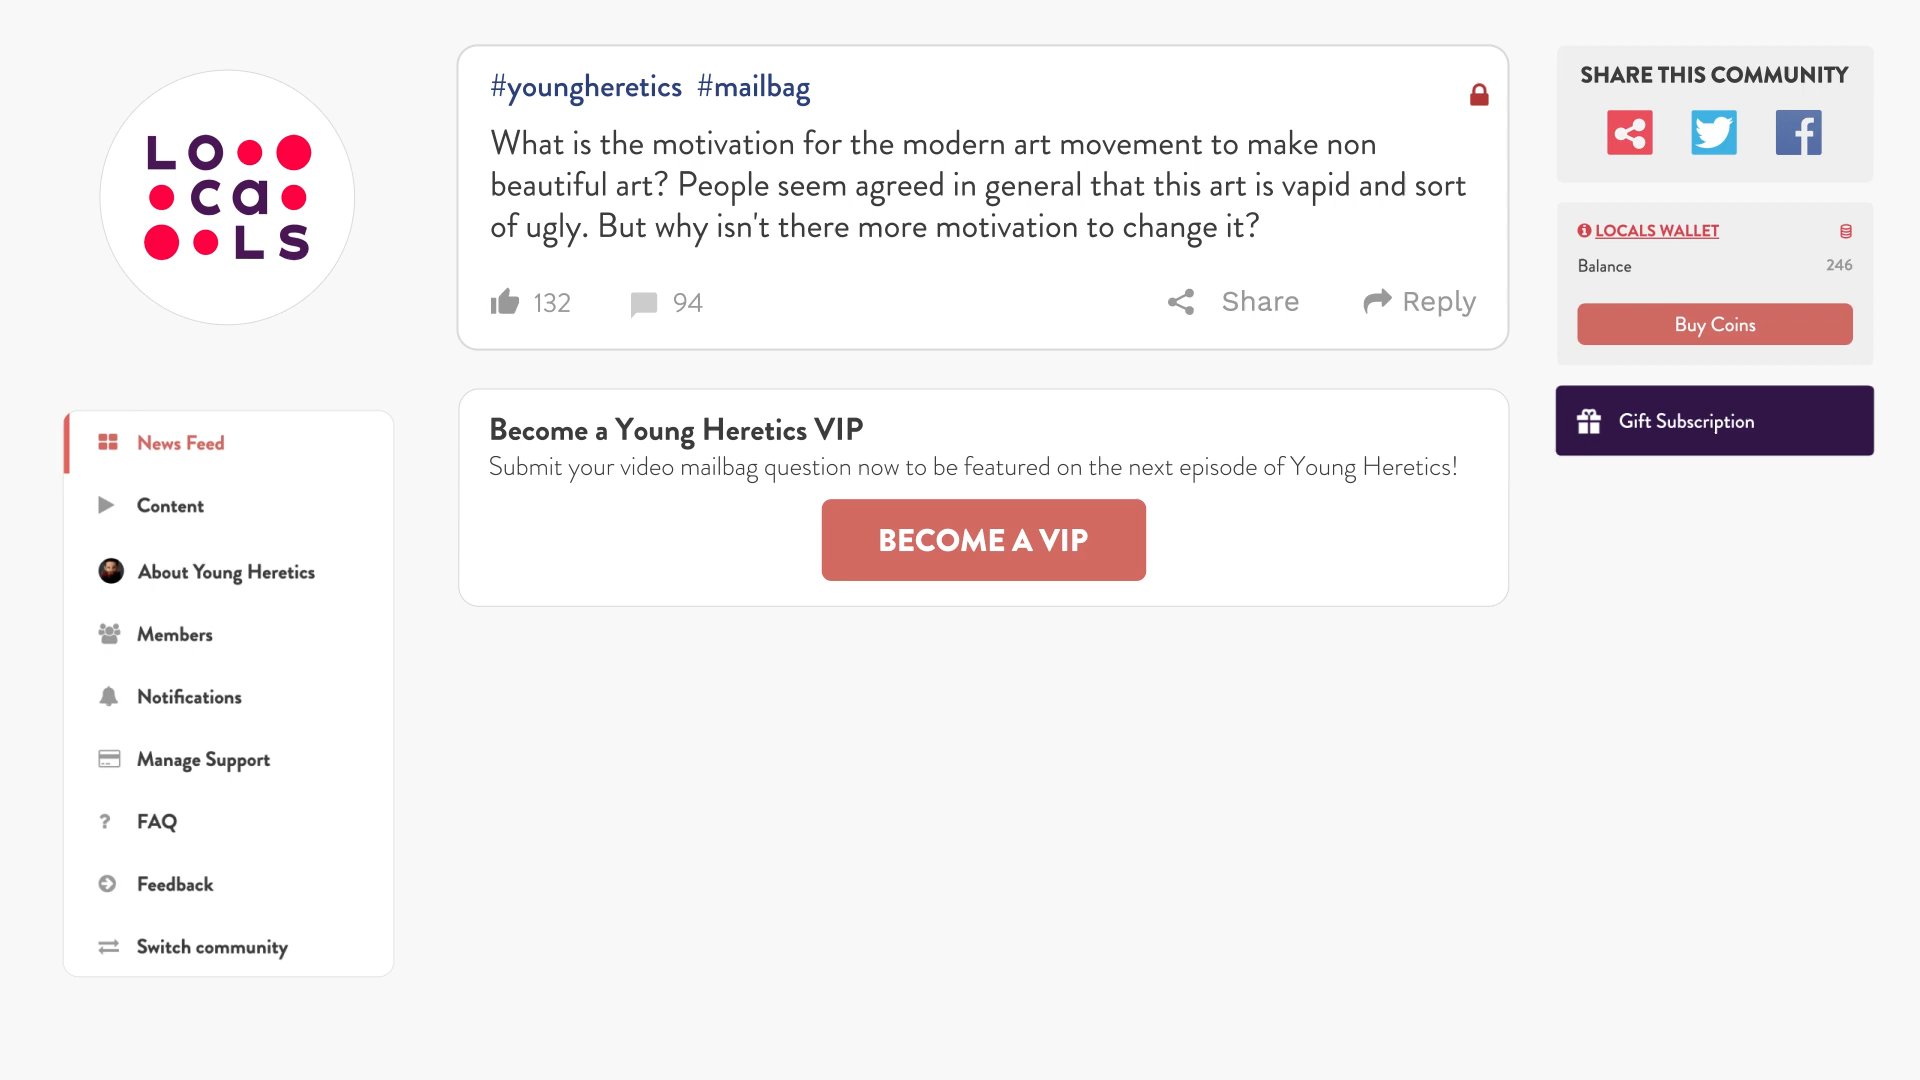 LO
ca
LS
News Feed
Content
About Young Heretics
Members
Notifications
Manage Support
? FAQ
Feedback
Switch community
#youngheretics #mailbag
What is the motivation for the modern art movement to make non
beautiful art? People seem agreed in general that this art is vapid and sort
of ugly. But why isn't there more motivation to change it?
132 94 Share Reply
Become a Young Heretics VIP
Submit your video mailbag question now to be featured on the next episode of Young Heretics!
BECOME A VIP
SHARE THIS COMMUNITY
LOCALS WALLET
Balance 246
Buy Coins
Gift Subscription